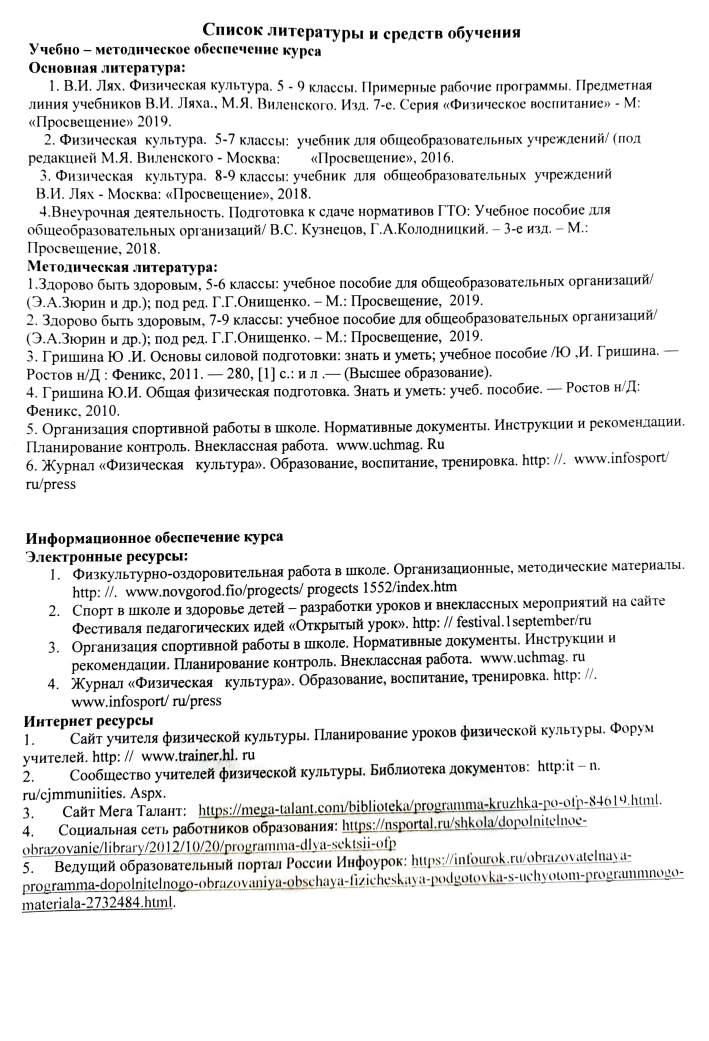 Список литературы и средств обучения
Учебно – методическое обеспечение курса
Основная литература:
1. В.И. Лях. Физическая культура. 5 - 9 классы. Примерные рабочие программы. Предметная
линия учебников В.И. Ляха., М.Я. Виленского. Изд. 7-е. Серия «Физическое воспитание» - М:
«Просвещение» 2019.
2. Физическая культура. 5-7 классы: учебник для общеобразовательных учреждений/ (под
редакцией М.Я. Виленского - Москва: «Просвещение», 2016.
3. Физическая культура. 8-9 классы: учебник для общеобразовательных учреждений
В.И. Лях - Москва: «Просвещение», 2018.
4.Внеурочная деятельность. Подготовка к сдаче нормативов ГТО: Учебное пособие для
общеобразовательных организаций/ В.С. Кузнецов, Г.А.Колодницкий. – 3-е изд. – М.:
Просвещение, 2018.
Методическая литература:
1.Здорово быть здоровым, 5-6 классы: учебное пособие для общеобразовательных организаций/
(Э.А.Зюрин и др.); под ред. Г.Г.Онищенко. – М.: Просвещение, 2019.
2. Здорово быть здоровым, 7-9 классы: учебное пособие для общеобразовательных организаций/
(Э.А.Зюрин и др.); под ред. Г.Г.Онищенко. – М.: Просвещение, 2019.
3. Гришина Ю .И. Основы силовой подготовки: знать и уметь; учебное пособие /Ю ,И. Гришина. —
Ростов н/Д : Феникс, 2011. — 280, [1] с.: и л .— (Высшее образование).
4. Гришина Ю.И. Общая физическая подготовка. Знать и уметь: учеб. пособие. — Ростов н/Д:
Феникс, 2010.
5. Организация спортивной работы в школе. Нормативные документы. Инструкции и рекомендации.
Планирование контроль. Внеклассная работа. www.uchmag. Ru
6. Журнал «Физическая культура». Образование, воспитание, тренировка. http: //. www.infosport/
ru/press
Информационное обеспечение курса
Электронные ресурсы:
1. Физкультурно-оздоровительная работа в школе. Организационные, методические материалы.
http: //. www.novgorod.fio/progects/ progects 1552/index.htm
2. Спорт в школе и здоровье детей – разработки уроков и внеклассных мероприятий на сайте
Фестиваля педагогических идей «Открытый урок». http: // festival.1september/ru
3. Организация спортивной работы в школе. Нормативные документы. Инструкции и
рекомендации. Планирование контроль. Внеклассная работа. www.uchmag. ru
4. Журнал «Физическая культура». Образование, воспитание, тренировка. http: //.
www.infosport/ ru/press
Интернет ресурсы
1. Сайт учителя физической культуры. Планирование уроков физической культуры. Форум
учителей. http: // www.trainer.hl. ru
2. Сообщество учителей физической культуры. Библиотека документов: http:it – n.
ru/cjmmuniities. Aspx.
3. Сайт Мега Талант: https://mega-talant.com/biblioteka/programma-kruzhka-po-ofp-84619.html.
4. Социальная сеть работников образования: https://nsportal.ru/shkola/dopolnitelnoe-
obrazovanie/library/2012/10/20/programma-dlya-sektsii-ofp
5. Ведущий образовательный портал России Инфоурок: https://infourok.ru/obrazovatelnaya-
programma-dopolnitelnogo-obrazovaniya-obschaya-fizicheskaya-podgotovka-s-uchyotom-programmnogo-
materiala-2732484.html.